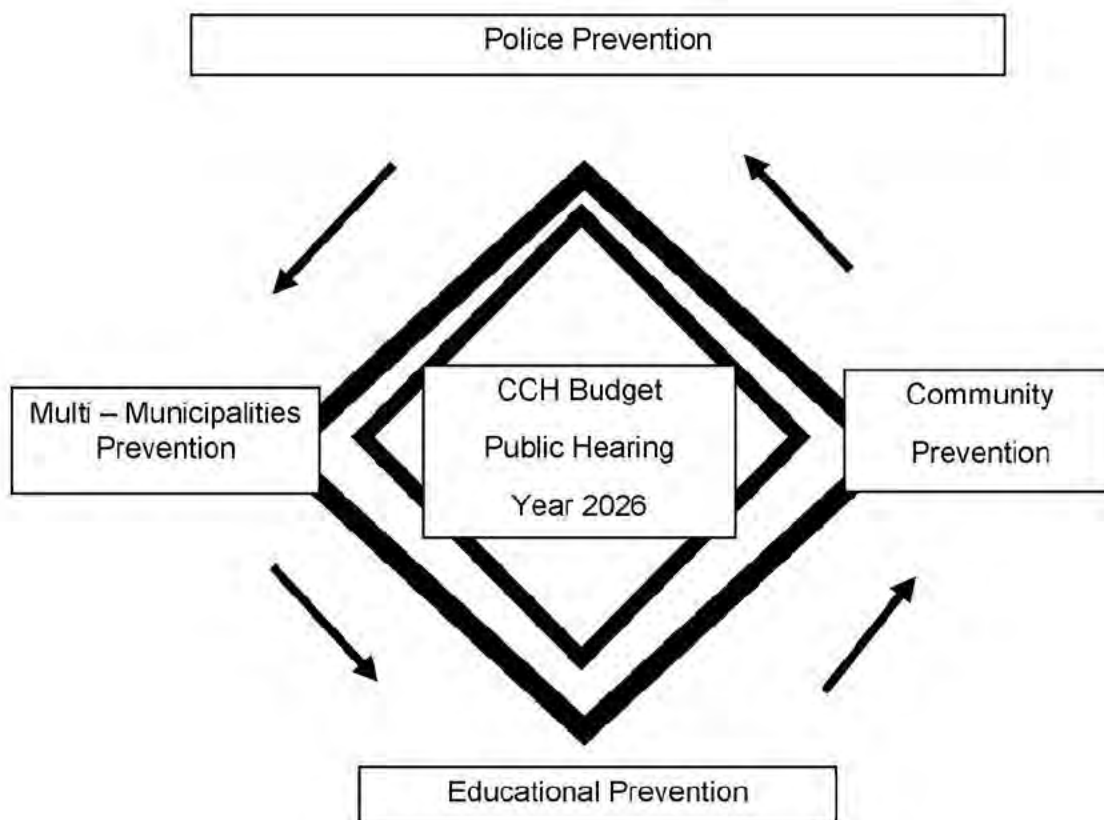 Police Prevention
Multi – Municipalities
Prevention
CCH Budget
Public Hearing
Year 2026
Community
Prevention
Educational Prevention